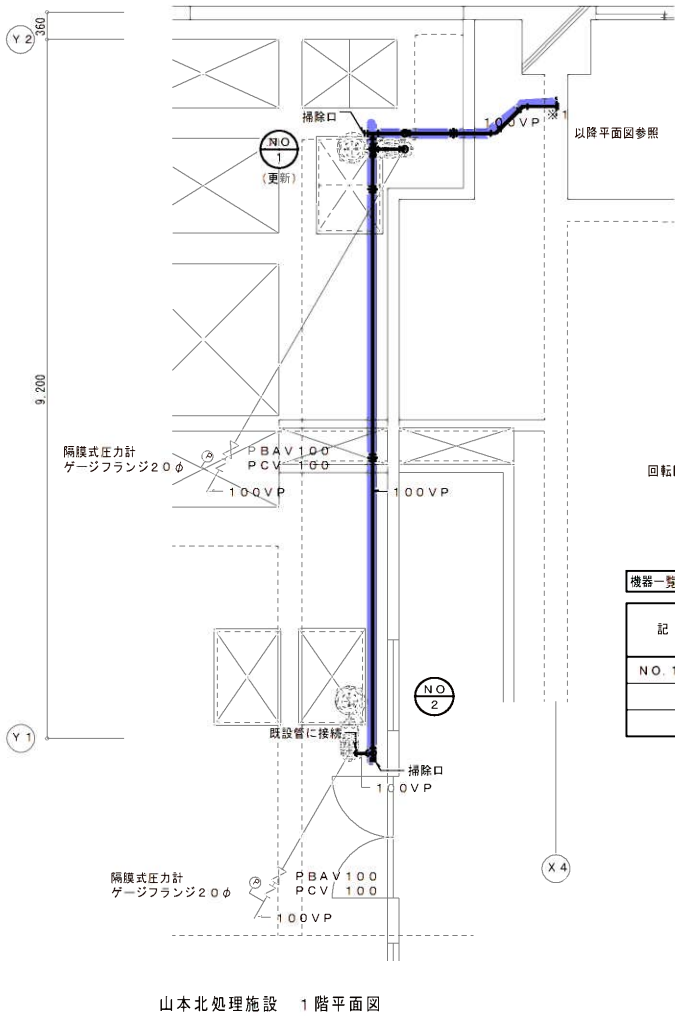 360
Y2
掃除口
100VP
※1
以降平面図参照
NO
1
(更新)
9,200
隔膜式圧力計
ゲージフランジ20φ
P
PBAV100
PCV 100
100VP
100VP
回転
機器一覧
記
NO.1
NO
2
Y1
既設管に接続
掃除口
100VP
X4
隔膜式圧力計
ゲージフランジ20φ
P
PBAV100
PCV 100
100VP
山本北処理施設 1階平面図